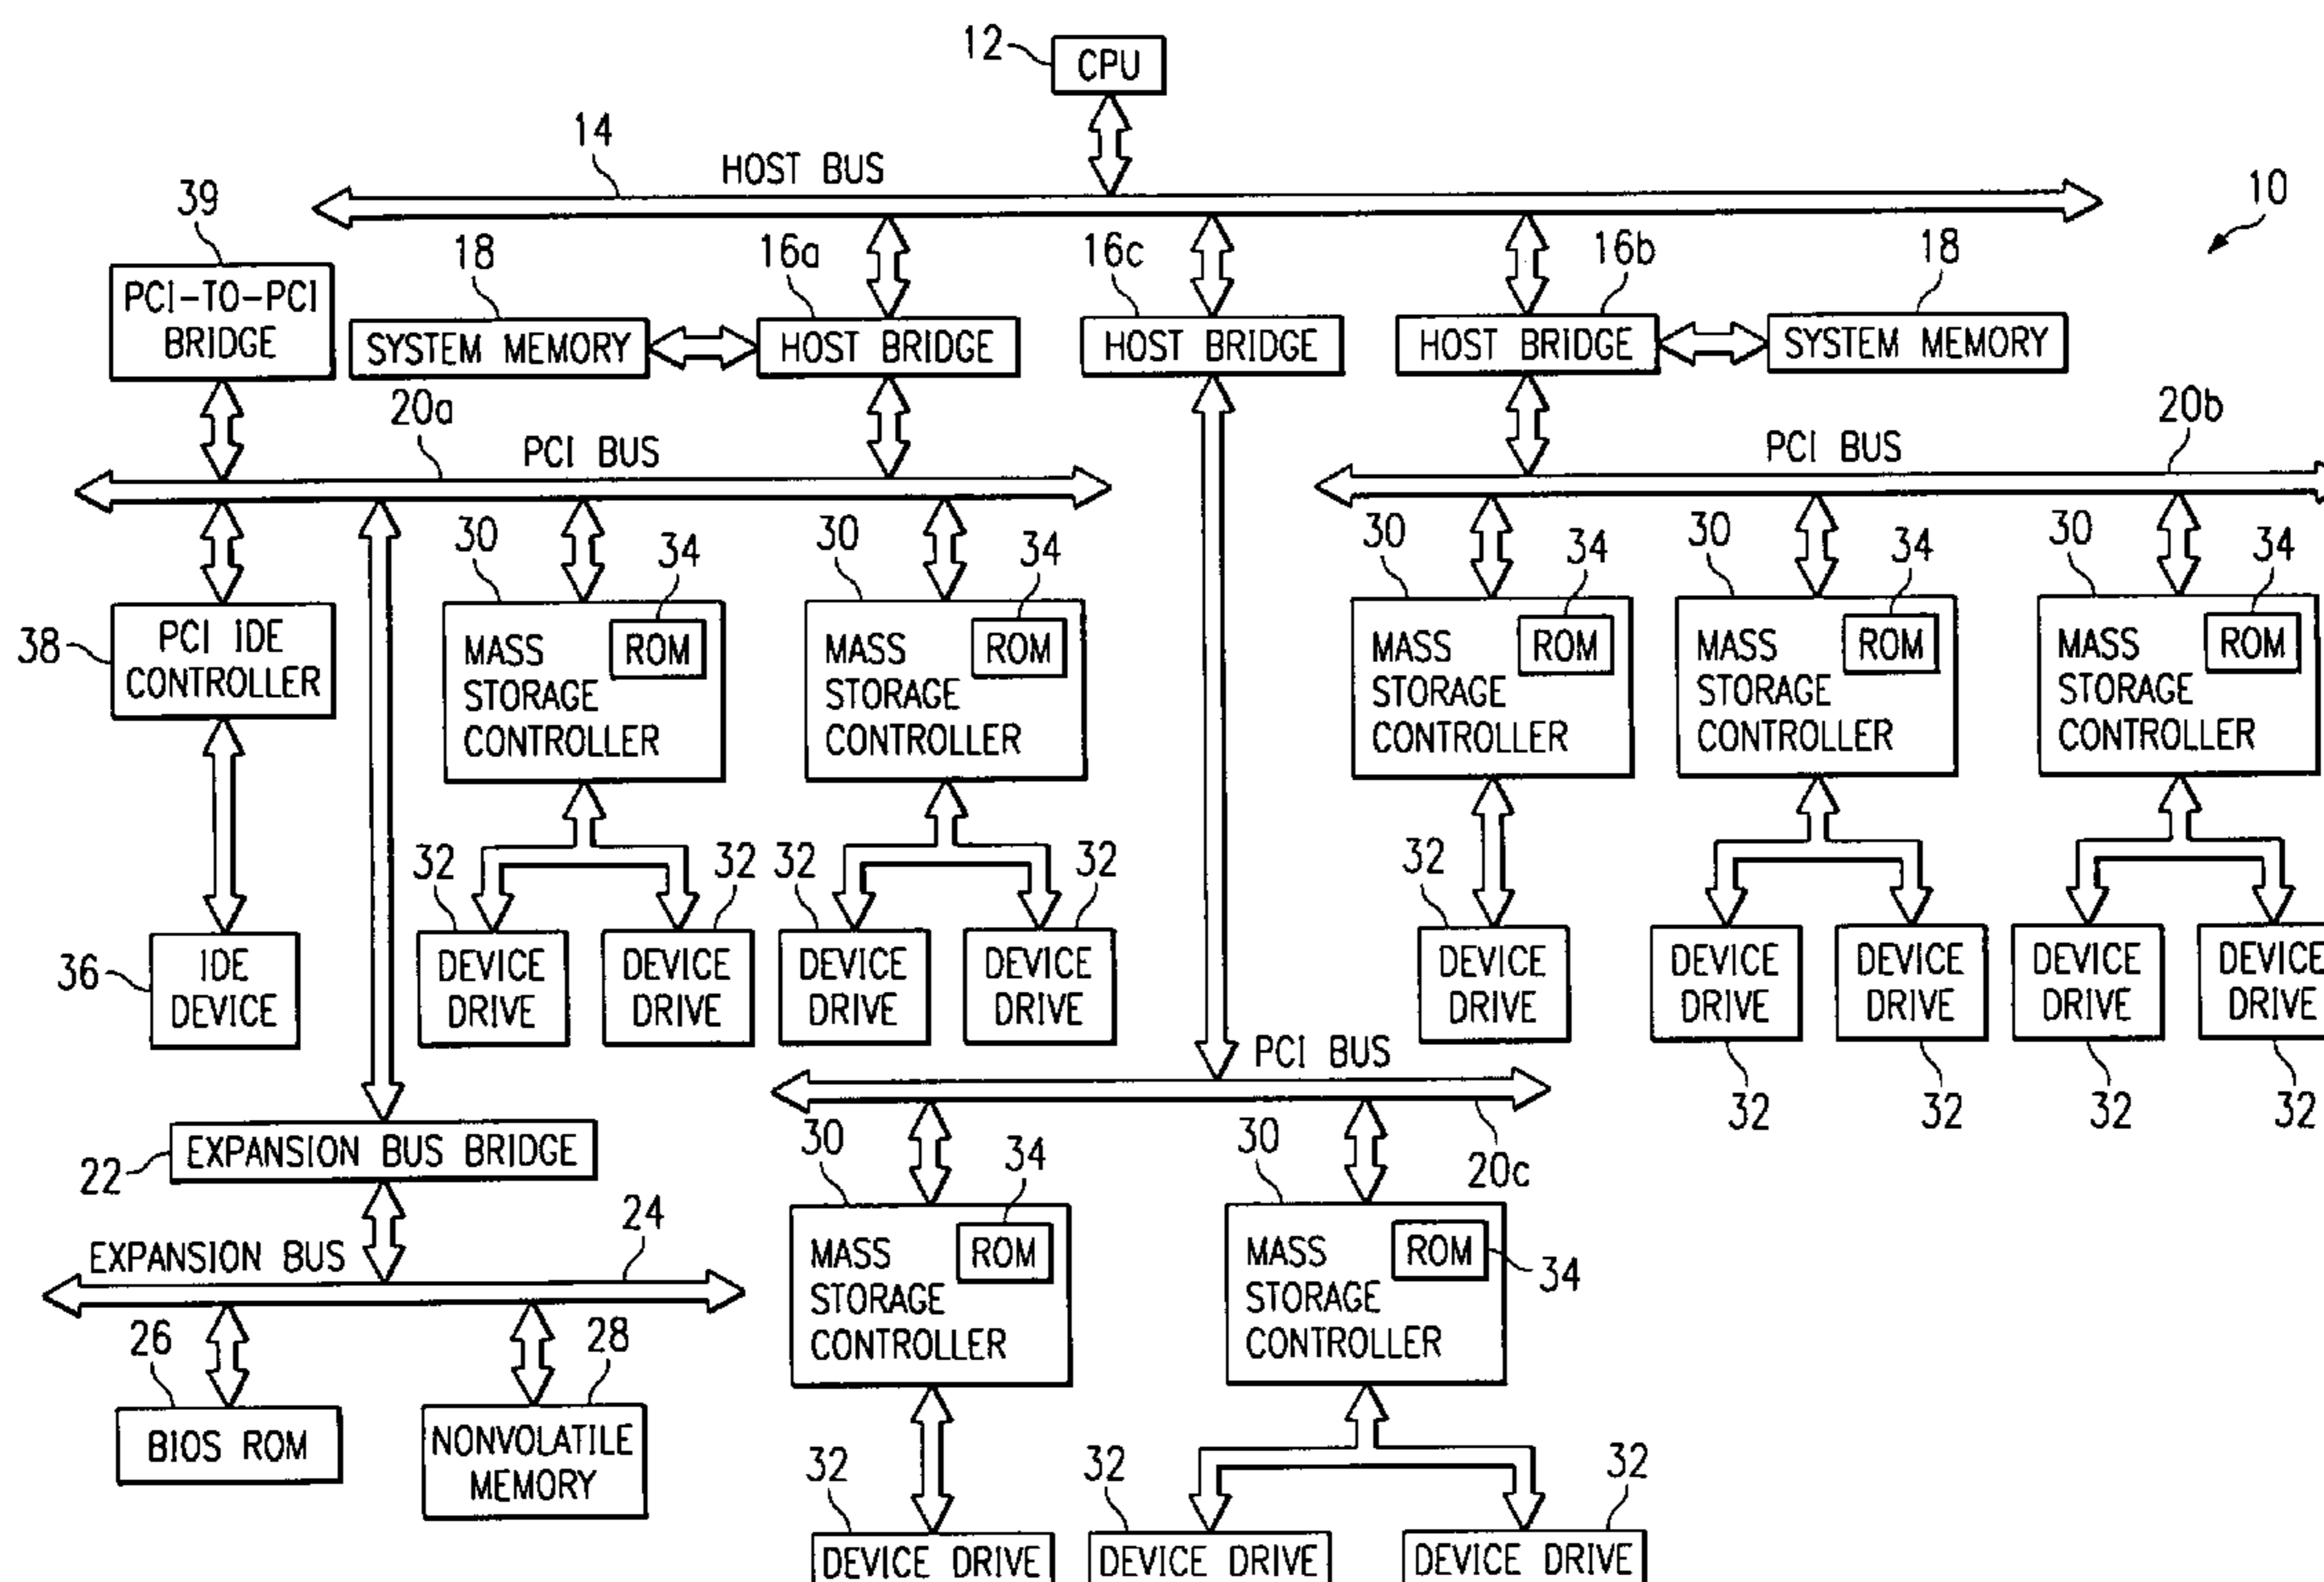 12
CPU
14
HOST BUS
10
39
PCI-TO-PCI
BRIDGE
18
SYSTEM MEMORY
16a
HOST BRIDGE
16c
HOST BRIDGE
16b
HOST BRIDGE
18
SYSTEM MEMORY
20a
PCI BUS
PCI BUS
20b
38
PCI IDE
CONTROLLER
30
34
ROM
MASS
STORAGE
CONTROLLER
30
34
ROM
MASS
STORAGE
CONTROLLER
30
34
ROM
MASS
STORAGE
CONTROLLER
30
34
ROM
MASS
STORAGE
CONTROLLER
30
34
ROM
MASS
STORAGE
CONTROLLER
36
IDE
DEVICE
32
DEVICE
DRIVE
32
DEVICE
DRIVE
32
DEVICE
DRIVE
32
DEVICE
DRIVE
32
DEVICE
DRIVE
DEVICE
DRIVE
32
DEVICE
DRIVE
32
DEVICE
DRIVE
32
DEVICE
DRIVE
32
PCI BUS
20c
22
EXPANSION BUS BRIDGE
EXPANSION BUS
24
26
BIOS ROM
28
NONVOLATILE
MEMORY
30
34
ROM
MASS
STORAGE
CONTROLLER
30
ROM
34
MASS
STORAGE
CONTROLLER
32
DEVICE DRIVE
32
DEVICE DRIVE
32
DEVICE DRIVE